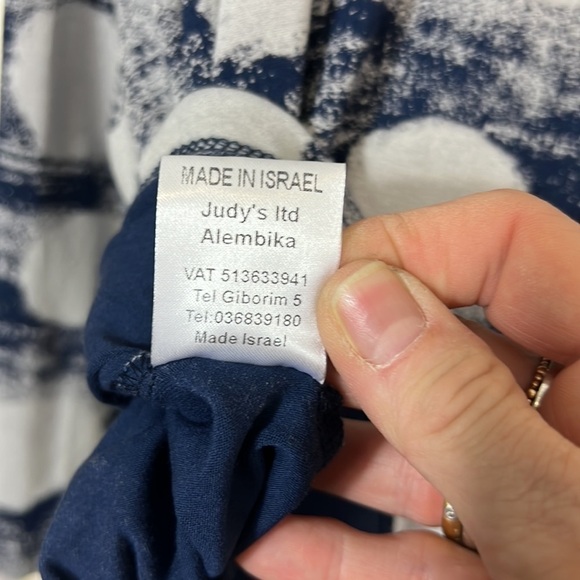 MADE IN ISRAEL
Judy's ltd
Alembika
VAT 513633941
Tel Giborim 5
Tel:036839180
Made Israel